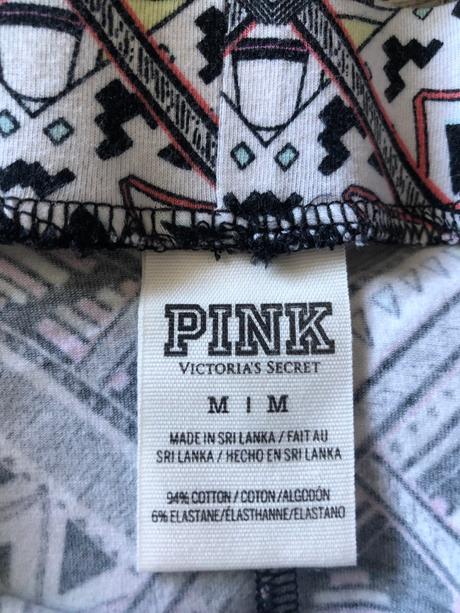 PINK
VICTORIA'S SECRET
M | M
MADE IN SRI LANKA / FAIT AU
SRI LANKA / HECHO EN SRI LANKA
94% COTTON / COTON / ALGODÓN
6% ELASTANE/ÉLASTHANNE/ELASTANO